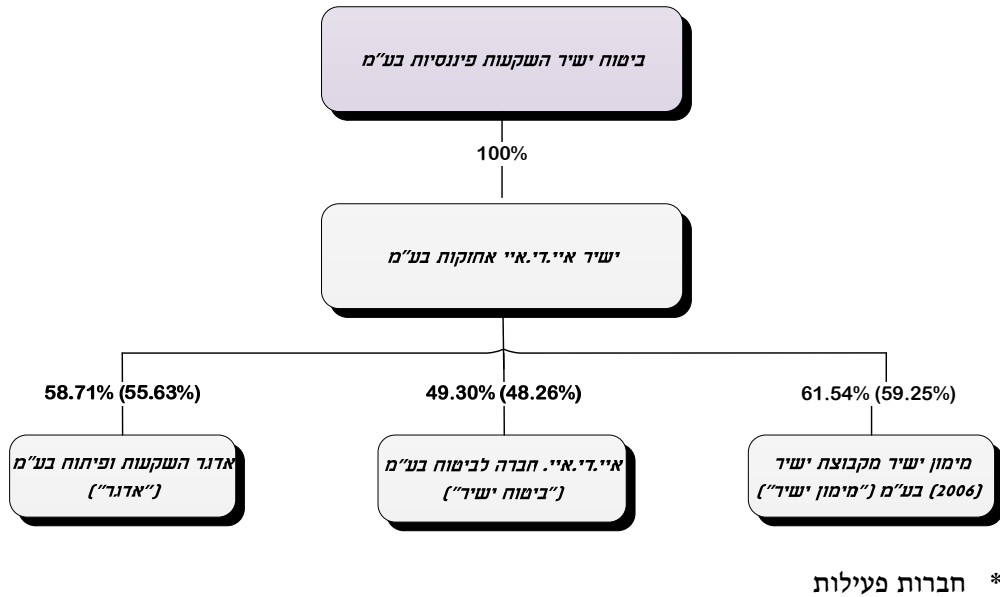 ביטוח ישיר השקעות פיננסיות בע"מ
100%
ישיר איי.די.איי אחזקות בע"מ
61.54% (59.25%)
49.30% (48.26%)
58.71% (55.63%)
מימון ישיר מקבוצת ישיר
(2006) בע"מ ("מימון ישיר")
איי.די.איי. חברה לביטוח בע"מ
("ביטוח ישיר")
אדגר השקעות ופיתוח בע"מ
("אדגר")
* חברות פעילות